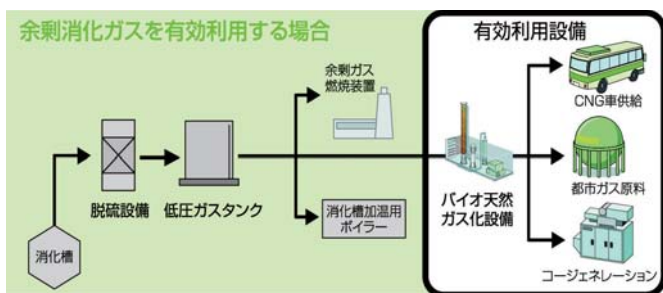 余剰消化ガスを有効利用する場合
有効利用設備
余剰ガス
燃焼装置
CNG車供給
脱硫設備
低圧ガスタンク
バイオ天然
ガス化設備
都市ガス原料
消化槽加温用
ボイラー
消化槽
コージェネレーション